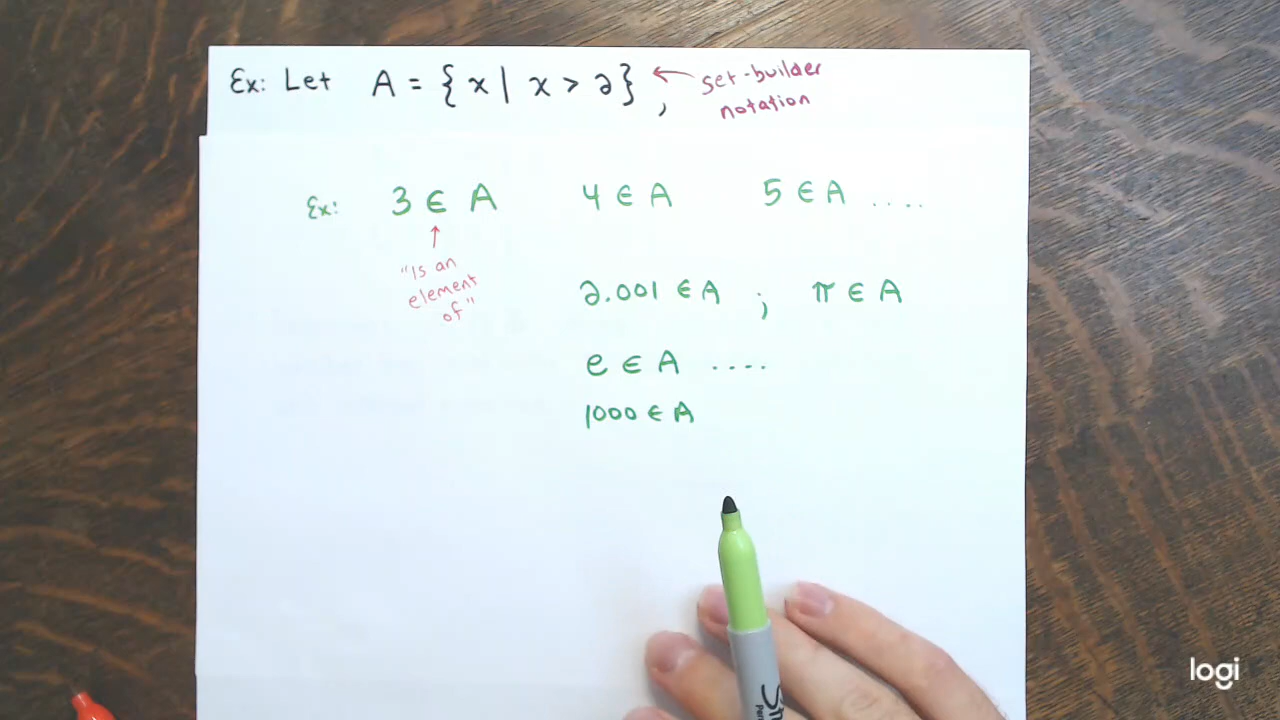 Ex: Let A = { x | x > 2 } , ← set-builder
notation
Ex: 3 ∈ A 4 ∈ A 5 ∈ A ....
↑
"Is an
element
of"
2.001 ∈ A ; π ∈ A
e ∈ A ....
1000 ∈ A
logi